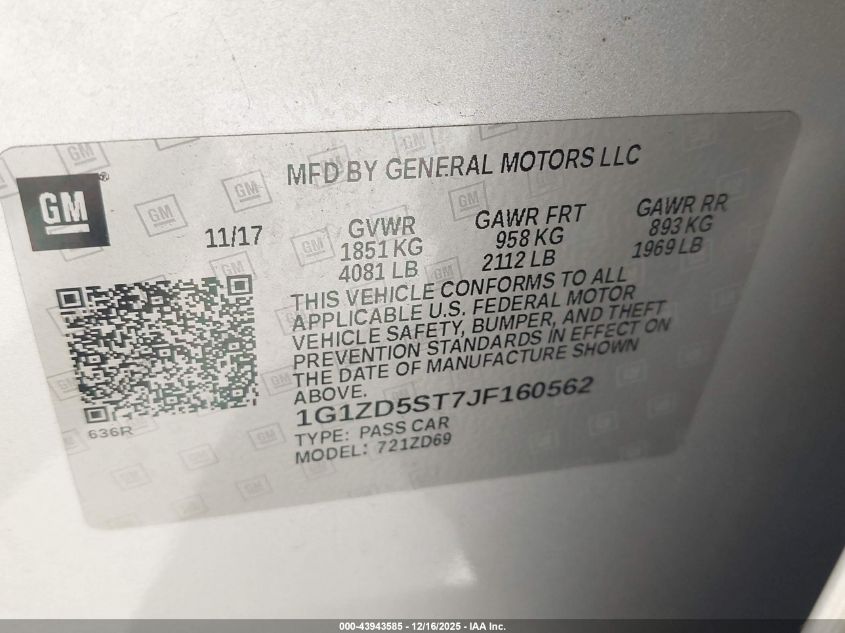 MFD BY GENERAL MOTORS LLC
GM®
11/17
GVWR
1851 KG
4081 LB
GAWR FRT
958 KG
2112 LB
GAWR RR
893 KG
1969 LB
THIS VEHICLE CONFORMS TO ALL
APPLICABLE U.S. FEDERAL MOTOR
VEHICLE SAFETY, BUMPER, AND THEFT
PREVENTION STANDARDS IN EFFECT ON
THE DATE OF MANUFACTURE SHOWN
ABOVE.
1G1ZD5ST7JF160562
TYPE: PASS CAR
MODEL: 721ZD69
636R
000-43943585 - 12/16/2025 - IAA Inc.